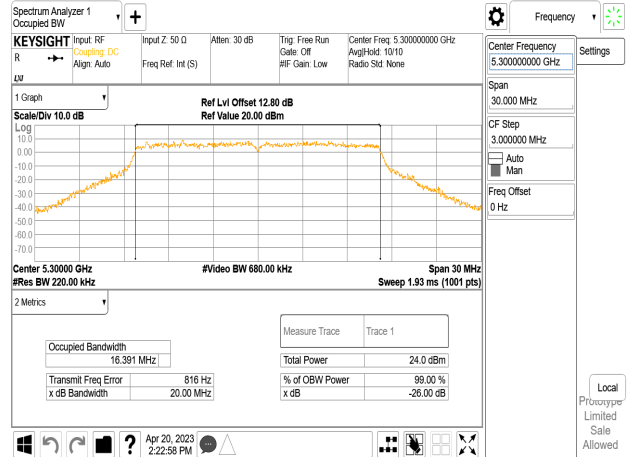 Spectrum Analyzer 1
Occupied BW
KEYSIGHT
Input: RF
Coupling: DC
Align: Auto
Input Z: 50 Ω
Freq Ref: Int (S)
Atten: 30 dB
Trig: Free Run
Gate: Off
#IF Gain: Low
Center Freq: 5.300000000 GHz
Avg|Hold: 10/10
Radio Std: None
R
LXI
1 Graph
Scale/Div 10.0 dB
Ref Lvl Offset 12.80 dB
Ref Value 20.00 dBm
Log
10.0
0.00
-10.0
-20.0
-30.0
-40.0
-50.0
-60.0
-70.0
Center 5.30000 GHz
#Res BW 220.00 kHz
#Video BW 680.00 kHz
Span 30 MHz
Sweep 1.93 ms (1001 pts)
2 Metrics
Measure Trace
Trace 1
Occupied Bandwidth
16.391 MHz
Total Power
24.0 dBm
Transmit Freq Error
816 Hz
% of OBW Power
99.00 %
x dB Bandwidth
20.00 MHz
x dB
-26.00 dB
Apr 20, 2023
2:22:58 PM
?
Frequency
Center Frequency
5.300000000 GHz
Settings
Span
30.000 MHz
CF Step
3.000000 MHz
Auto
Man
Freq Offset
0 Hz
Local
Prototype
Limited
Sale
Allowed